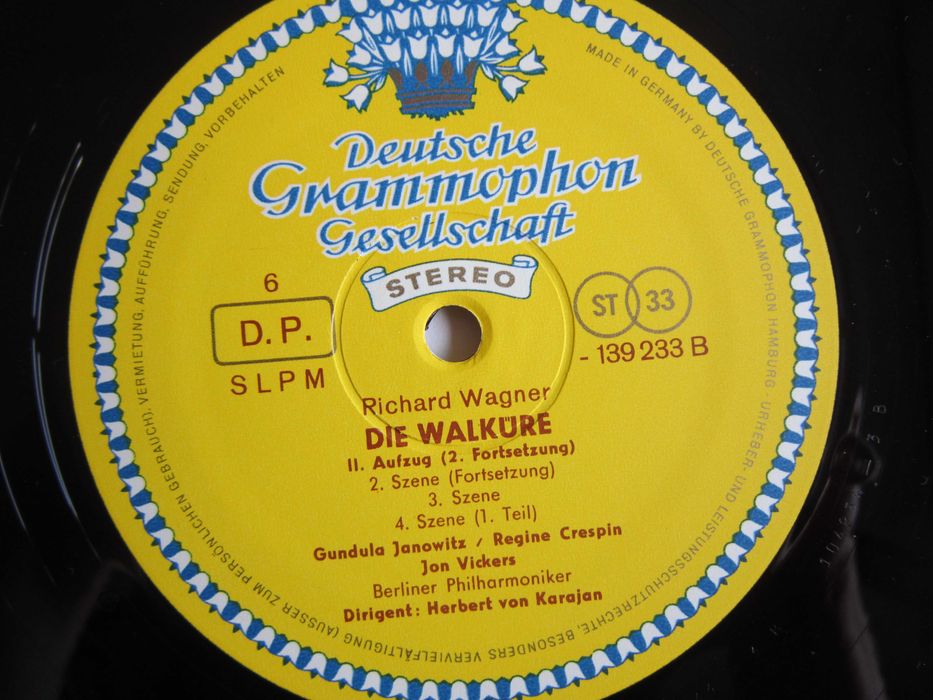 Deutsche
Grammophon
Gesellschaft
STEREO
6
D.P.
SLPM
ST 33
- 139 233 B
Richard Wagner
DIE WALKÜRE
II. Aufzug (2. Fortsetzung)
2. Szene (Fortsetzung)
3. Szene
4. Szene (1. Teil)
Gundula Janowitz / Regine Crespin
Jon Vickers
Berliner Philharmoniker
Dirigent: Herbert von Karajan
MADE IN GERMANY BY DEUTSCHE GRAMMOPHON HAMBURG · URHEBER- UND LEISTUNGSSCHUTZRECHTE, BESONDERS VERVIELFÄLTIGUNG (AUSSER ZUM PERSÖNLICHEN GEBRAUCH), VERMIETUNG, AUFFÜHRUNG, SENDUNG, VORBEHALTEN